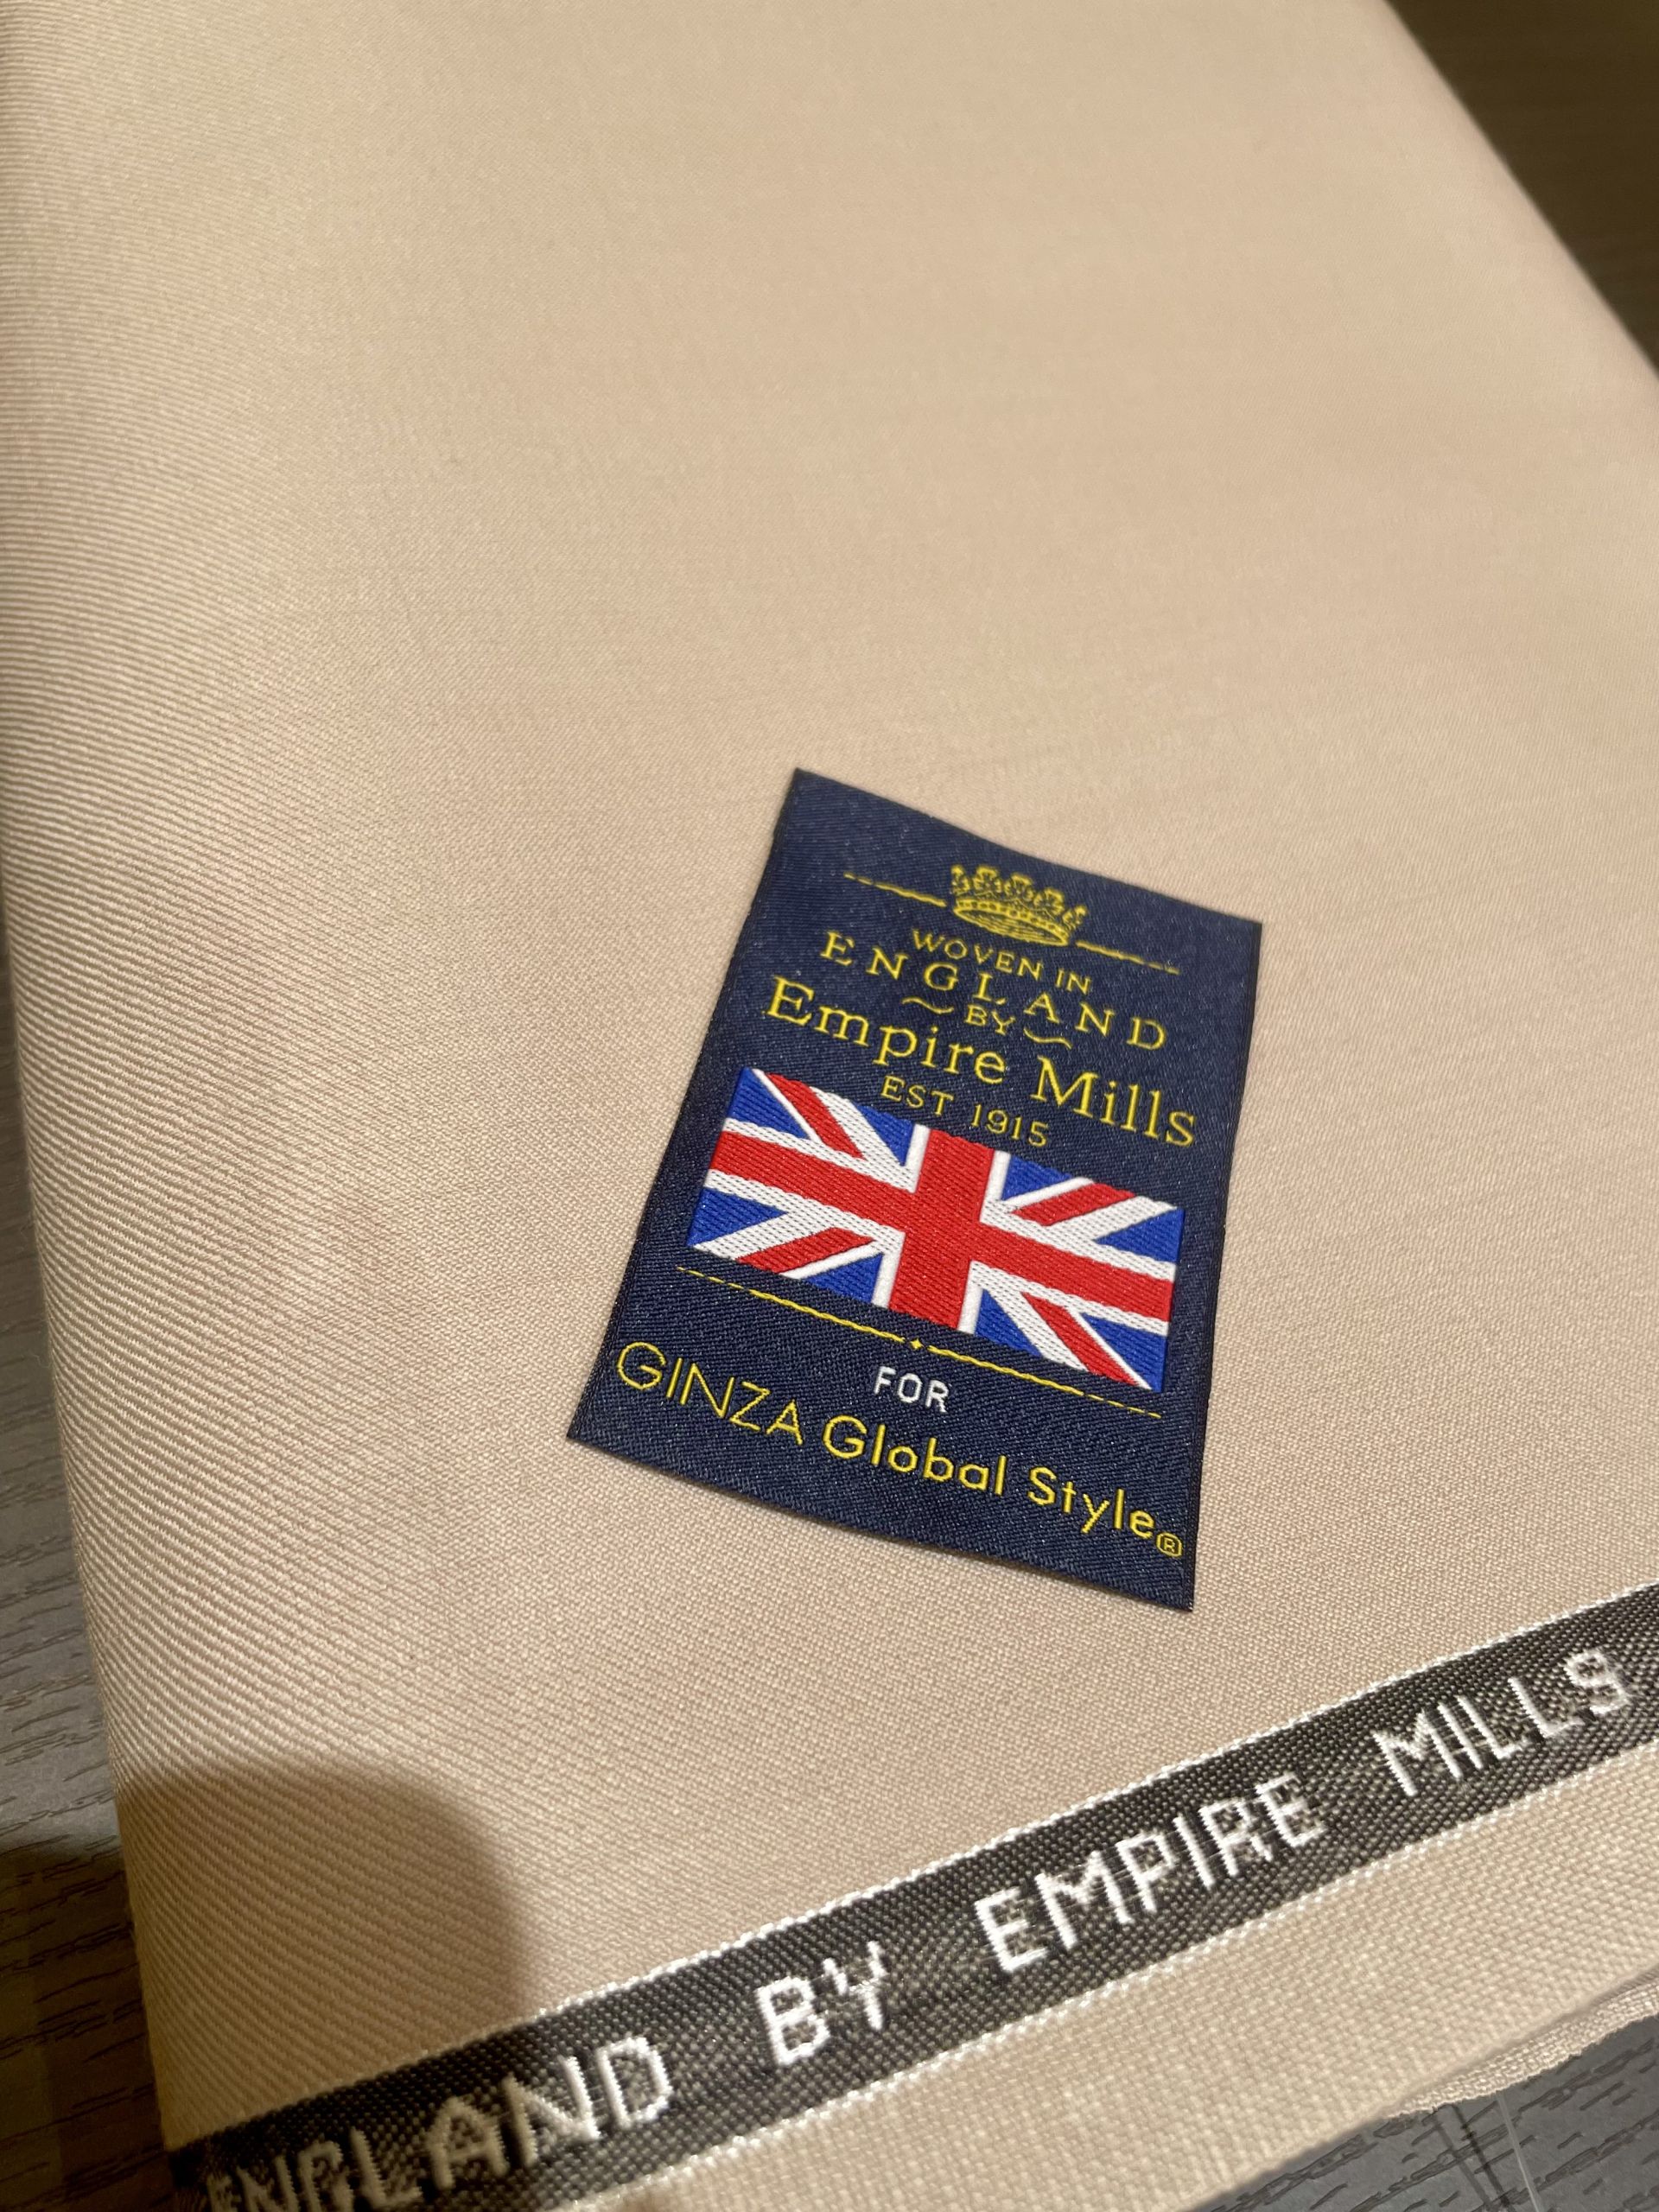 WOVEN IN
ENGLAND
BY
Empire Mills
EST 1915
FOR
GINZA Global Style®
ENGLAND BY EMPIRE MILLS